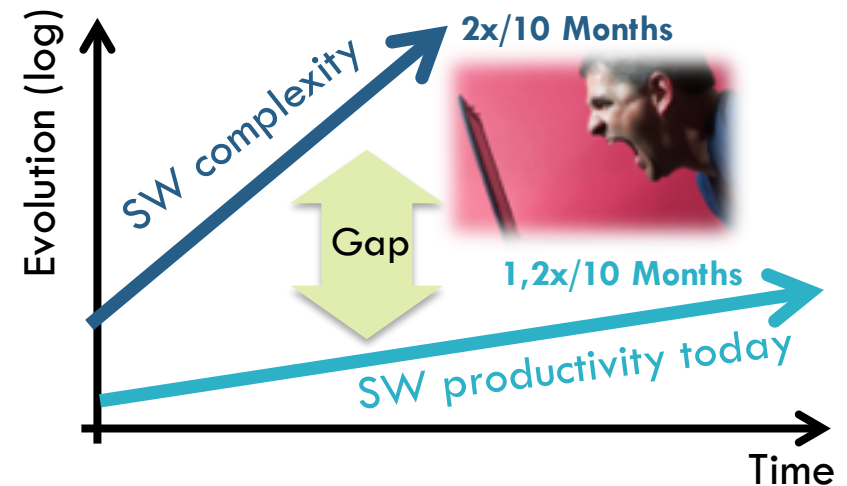 Evolution (log)
SW complexity
2x/10 Months
Gap
1,2x/10 Months
SW productivity today
Time